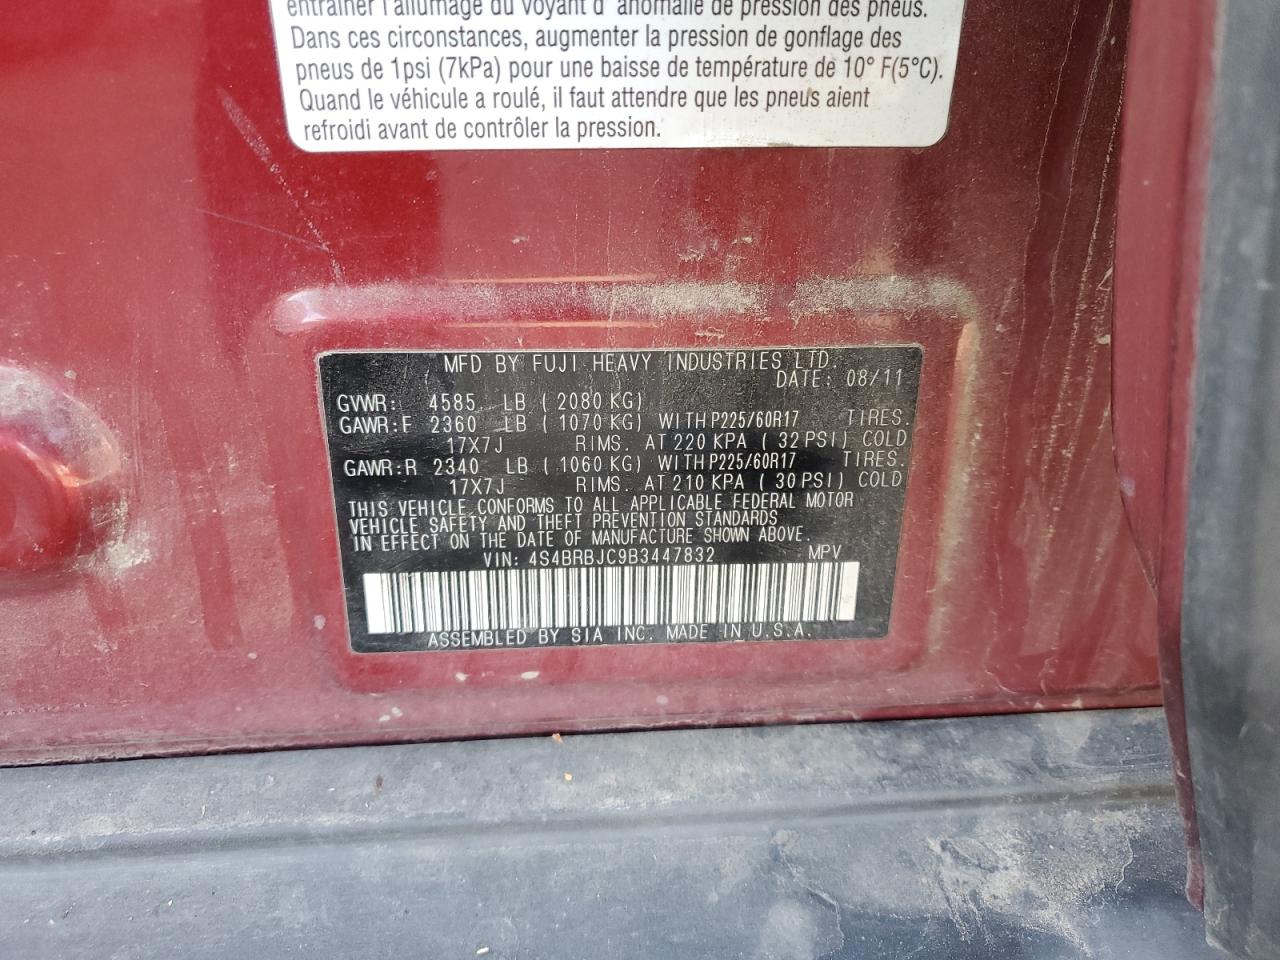 entraîner l'allumage du voyant d' anomalie de pression des pneus.
Dans ces circonstances, augmenter la pression de gonflage des
pneus de 1psi (7kPa) pour une baisse de température de 10° F(5°C).
Quand le véhicule a roulé, il faut attendre que les pneus aient
refroidi avant de contrôler la pression.
MFD BY FUJI HEAVY INDUSTRIES LTD.
DATE: 08/11
GVWR: 4585 LB ( 2080 KG)
GAWR:F 2360 LB ( 1070 KG) WITH P225/60R17 TIRES.
17X7J RIMS. AT 220 KPA ( 32 PSI) COLD
GAWR:R 2340 LB ( 1060 KG) WITH P225/60R17 TIRES.
17X7J RIMS. AT 210 KPA ( 30 PSI) COLD
THIS VEHICLE CONFORMS TO ALL APPLICABLE FEDERAL MOTOR
VEHICLE SAFETY AND THEFT PREVENTION STANDARDS
IN EFFECT ON THE DATE OF MANUFACTURE SHOWN ABOVE.
VIN: 4S4BRBJC9B3447832 MPV
ASSEMBLED BY SIA INC. MADE IN U.S.A.